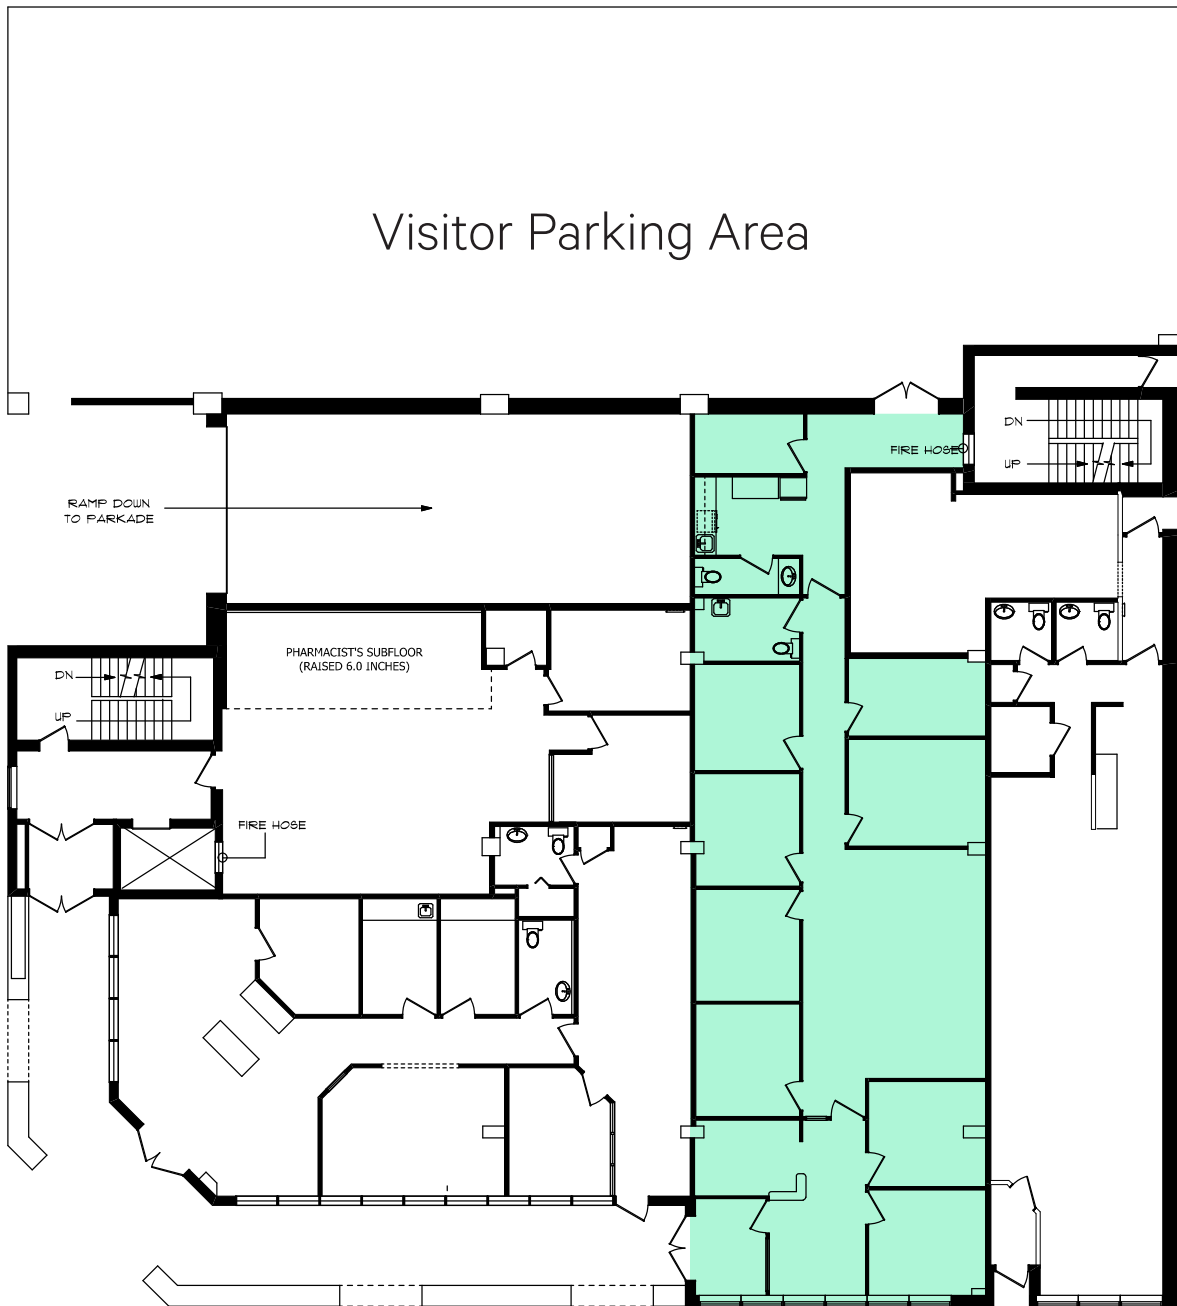 Visitor Parking Area
DN
FIRE HOSE
UP
RAMP DOWN
TO PARKADE
PHARMACIST'S SUBFLOOR
(RAISED 6.0 INCHES)
DN
UP
FIRE HOSE